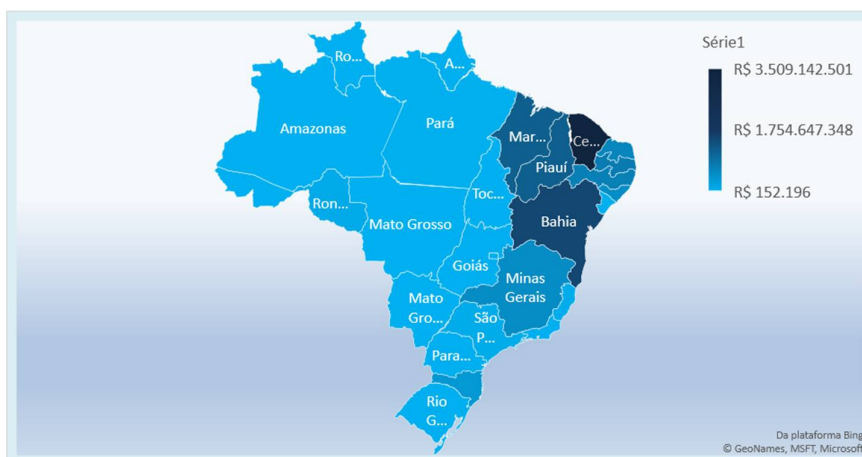 Série1
R$ 3.509.142.501
R$ 1.754.647.348
R$ 152.196
Ro...
A...
Amazonas
Pará
Mar...
Ce...
Piauí
Toc...
Ron...
Mato Grosso
Bahia
Goiás
Minas
Gerais
Mato
Gro...
São
P...
Para...
Rio
G...
Da plataforma Bing
© GeoNames, MSFT, Microsoft